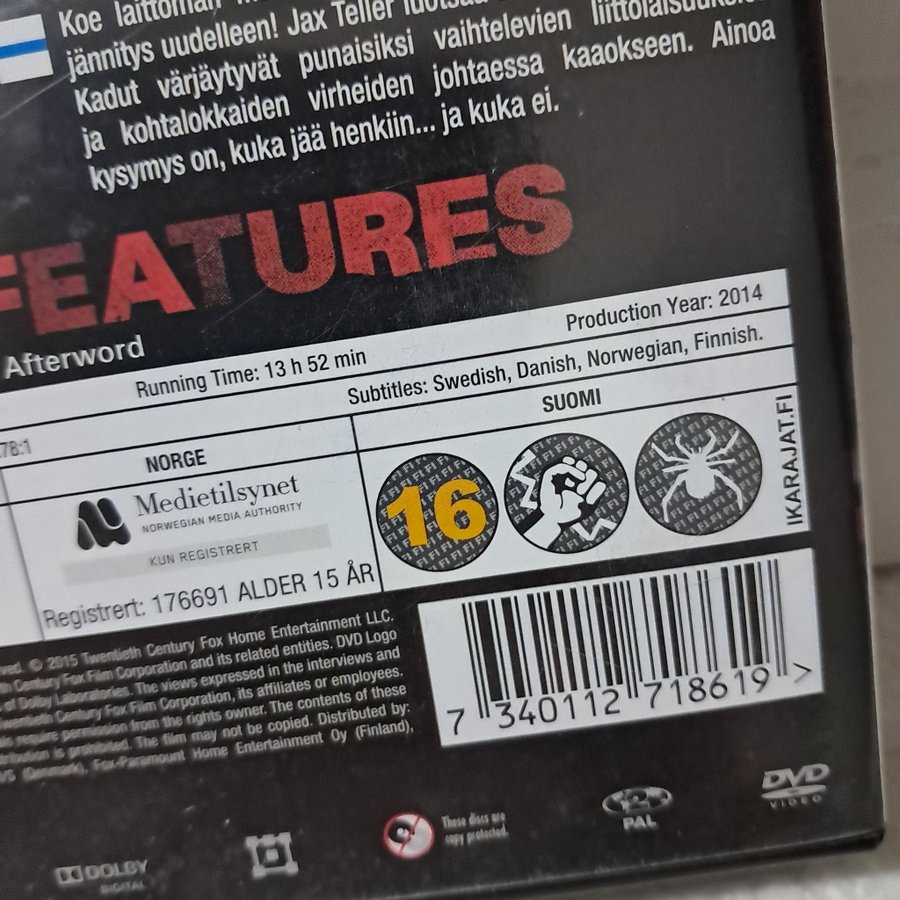 Koe laittoman
jännitys uudelleen! Jax Teller
Kadut värjäytyvät punaisiksi vaihtelevien
ja kohtalokkaiden virheiden johtaessa kaaokseen. Ainoa
kysymys on, kuka jää henkiin... ja kuka ei.
FEATURES
Afterword
Running Time: 13 h 52 min
Production Year: 2014
78:1
Subtitles: Swedish, Danish, Norwegian, Finnish.
NORGE
SUOMI
Medietilsynet
NORWEGIAN MEDIA AUTHORITY
KUN REGISTRERT
Registrert: 176691 ALDER 15 ÅR
16
IKARAJAT.FI
© 2015 Twentieth Century Fox Home Entertainment LLC.
Century Fox Film Corporation and its related entities. DVD Logo
of Dolby Laboratories. The views expressed in the interviews and
Century Fox Film Corporation, its affiliates or employees.
require permission from the rights owner. The contents of these
is prohibited. The film may not be copied. Distributed by:
(Denmark), Fox-Paramount Home Entertainment Oy (Finland),
7 340112 718619 >
DOLBY
DIGITAL
These discs are
copy protected.
2
PAL
DVD
VIDEO